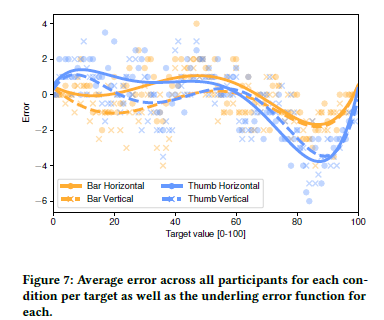 4
2
0
−2
−4
−6
Error
Bar Horizontal
Bar Vertical
Thumb Horizontal
Thumb Vertical
0 20 40 60 80 100
Target value [0-100]
Figure 7: Average error across all participants for each con-
dition per target as well as the underling error function for
each.